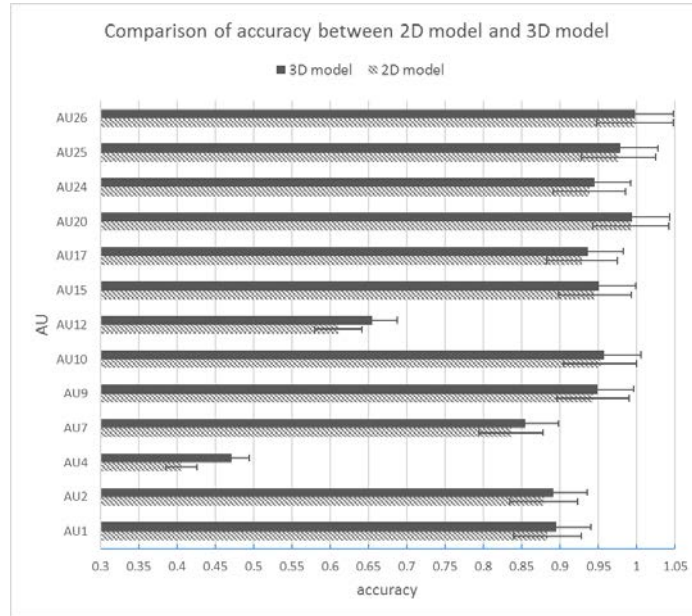 Comparison of accuracy between 2D model and 3D model
3D model 2D model
AU26
AU25
AU24
AU20
AU17
AU15
AU12
AU10
AU9
AU7
AU4
AU2
AU1
AU
0.3 0.35 0.4 0.45 0.5 0.55 0.6 0.65 0.7 0.75 0.8 0.85 0.9 0.95 1 1.05
accuracy